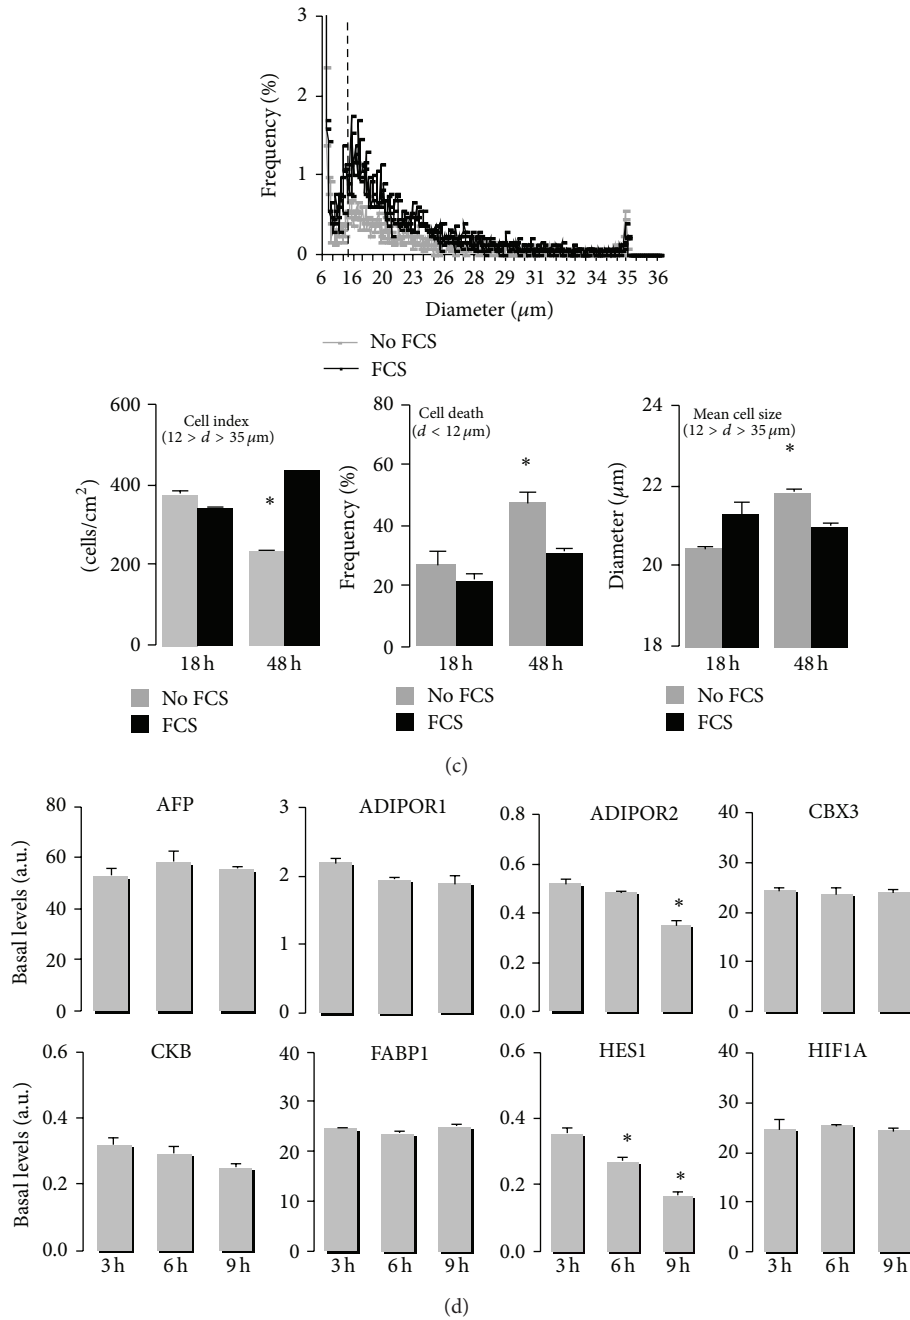 3
2
1
0
Frequency (%)
6 16 20 23 26 28 29 31 32 34 35 36
Diameter (μm)
No FCS
FCS
600
400
200
0
(cells/cm²)
Cell index
(12 > d > 35 μm)
*
18 h 48 h
No FCS
FCS
80
60
40
20
0
Frequency (%)
Cell death
(d < 12 μm)
*
18 h 48 h
No FCS
FCS
24
22
20
18
Diameter (μm)
Mean cell size
(12 > d > 35 μm)
*
18 h 48 h
No FCS
FCS
(c)
AFP
80
60
40
20
0
Basal levels (a.u.)
ADIPOR1
3
2
1
0
ADIPOR2
0.8
0.6
0.4
0.2
0.0
*
CBX3
40
30
20
10
0
CKB
0.6
0.4
0.2
0.0
Basal levels (a.u.)
3 h 6 h 9 h
FABP1
40
30
20
10
0
3 h 6 h 9 h
HES1
0.6
0.4
0.2
0.0
*
*
3 h 6 h 9 h
HIF1A
40
30
20
10
0
3 h 6 h 9 h
(d)